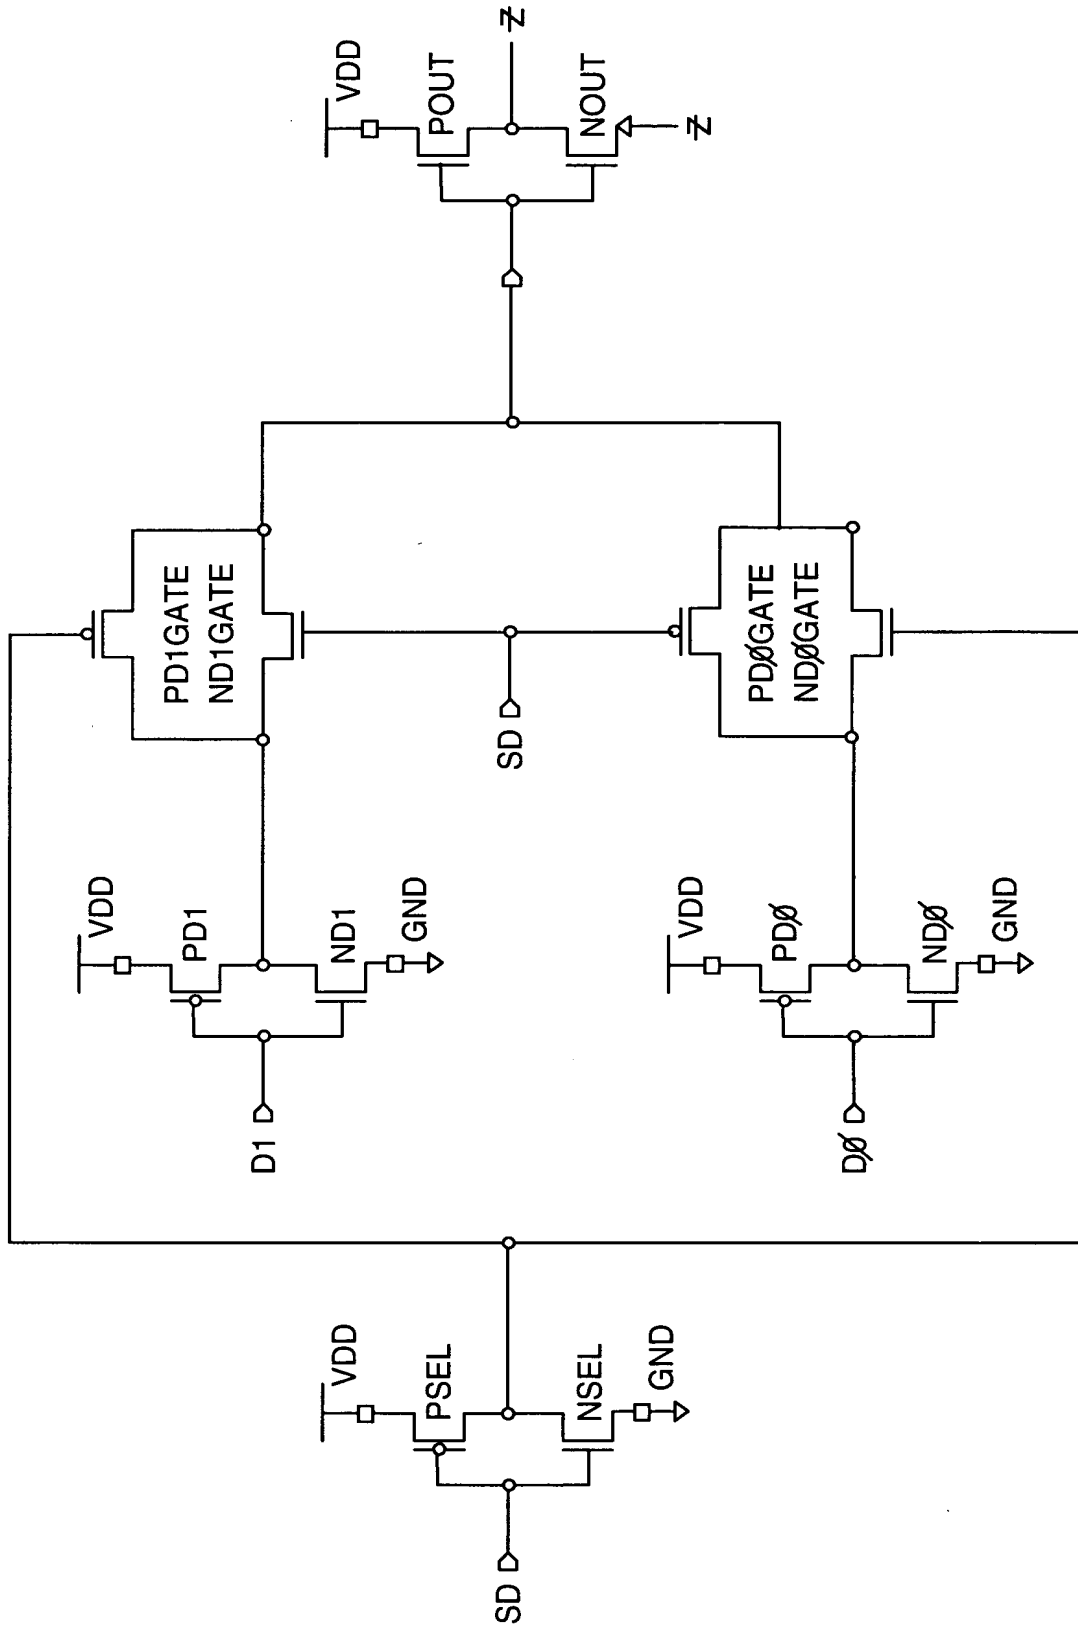 VDD
POUT
Z
NOUT
Z
VDD
PD1
ND1
GND
D1
PD1GATE
ND1GATE
SD
VDD
PSEL
NSEL
GND
SD
VDD
PDØ
NDØ
GND
DØ
PDØGATE
NDØGATE